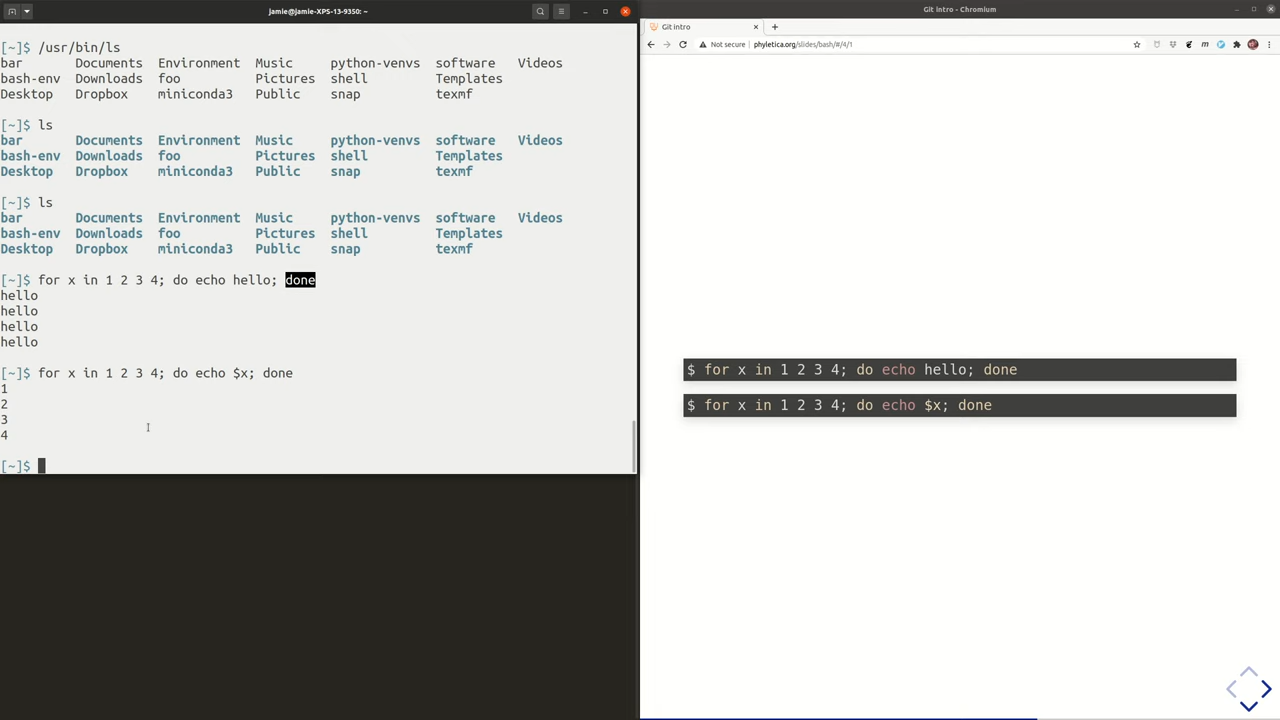 jamie@jamie-XPS-13-9350: ~
[~]$ /usr/bin/ls
bar Documents Environment Music python-venvs software Videos
bash-env Downloads foo Pictures shell Templates
Desktop Dropbox miniconda3 Public snap texmf
[~]$ ls
bar Documents Environment Music python-venvs software Videos
bash-env Downloads foo Pictures shell Templates
Desktop Dropbox miniconda3 Public snap texmf
[~]$ ls
bar Documents Environment Music python-venvs software Videos
bash-env Downloads foo Pictures shell Templates
Desktop Dropbox miniconda3 Public snap texmf
[~]$ for x in 1 2 3 4; do echo hello; done
hello
hello
hello
hello
[~]$ for x in 1 2 3 4; do echo $x; done
1
2
3
4
[~]$
Git intro - Chromium
Git intro
Not secure phyletica.org/slides/bash/#/4/1
$ for x in 1 2 3 4; do echo hello; done
$ for x in 1 2 3 4; do echo $x; done